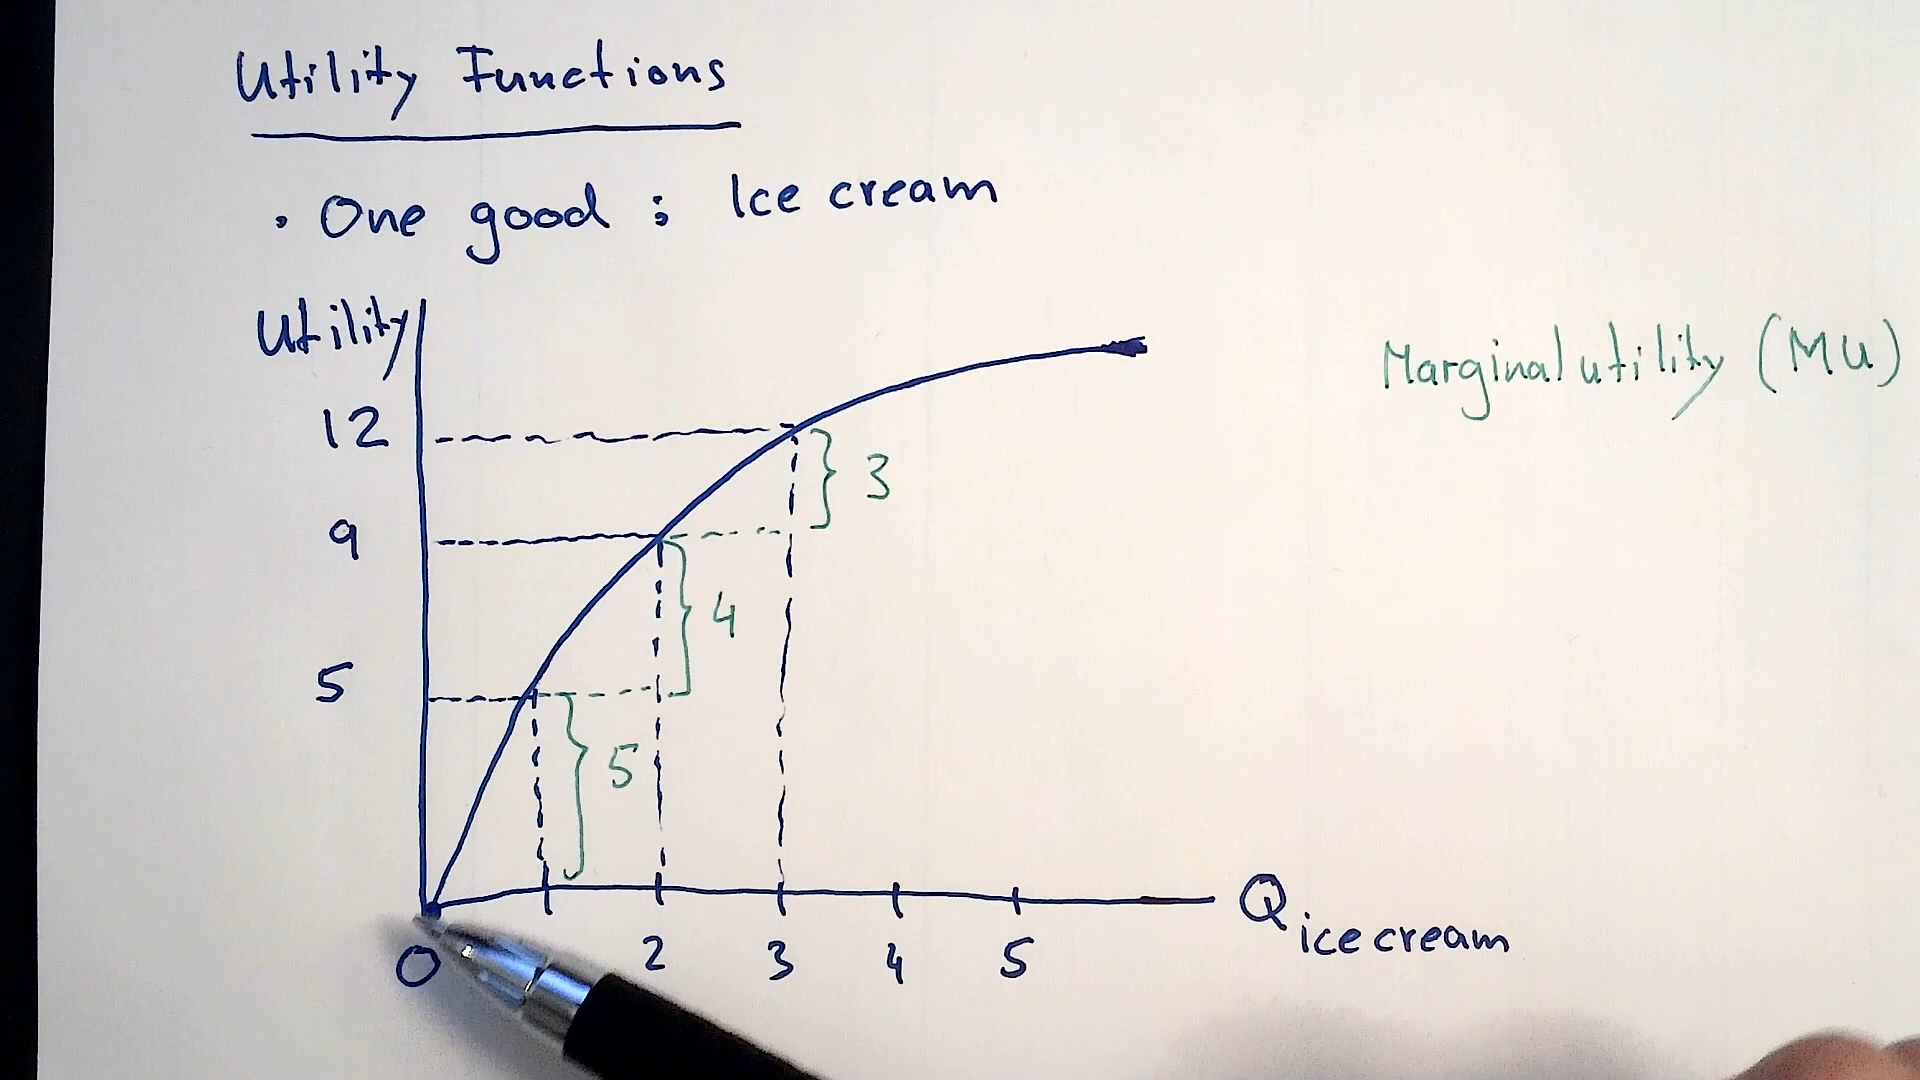 Utility Functions
• One good : Ice cream
Utility
Marginal utility (MU)
12
3
9
4
5
5
0 2 3 4 5
Q ice cream